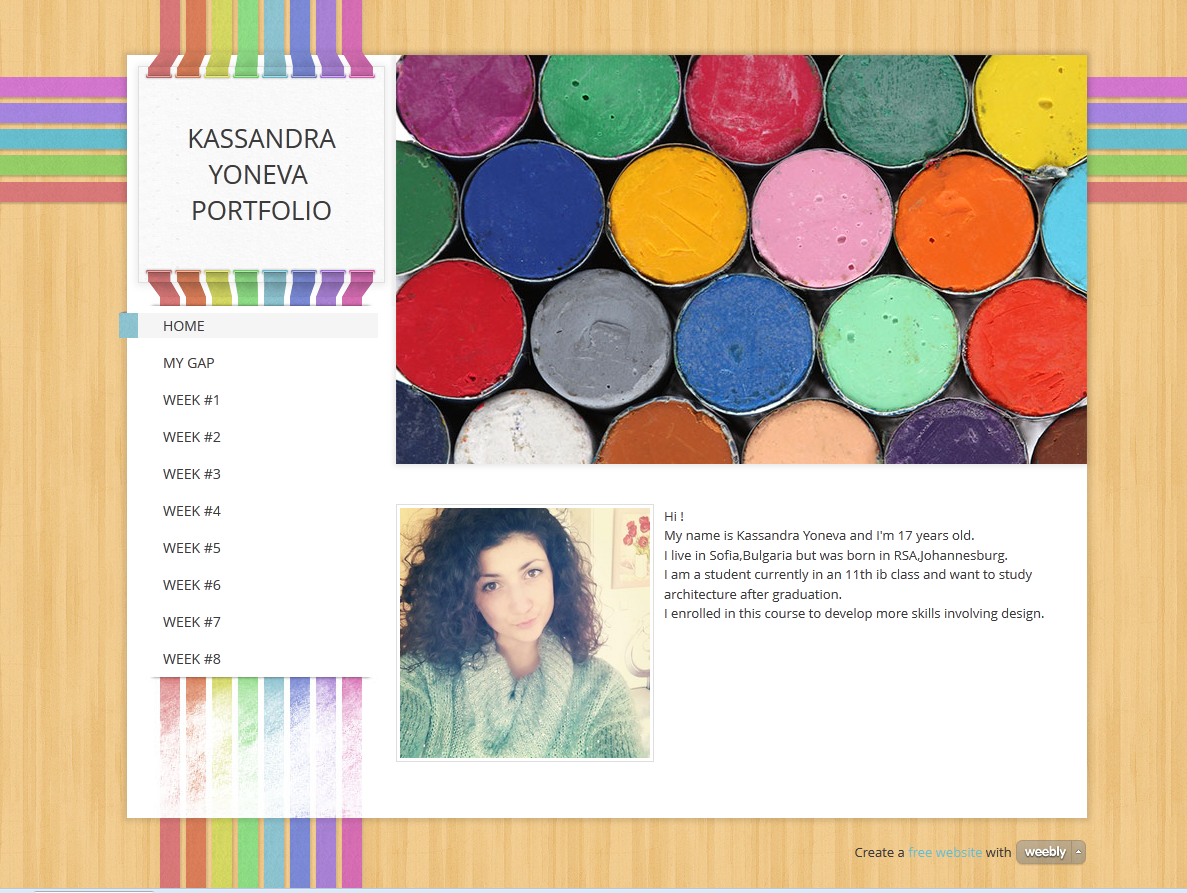 KASSANDRA
YONEVA
PORTFOLIO
HOME
MY GAP
WEEK #1
WEEK #2
WEEK #3
WEEK #4
WEEK #5
WEEK #6
WEEK #7
WEEK #8
Hi !
My name is Kassandra Yoneva and I'm 17 years old.
I live in Sofia,Bulgaria but was born in RSA,Johannesburg.
I am a student currently in an 11th ib class and want to study
architecture after graduation.
I enrolled in this course to develop more skills involving design.
Create a free website with weebly